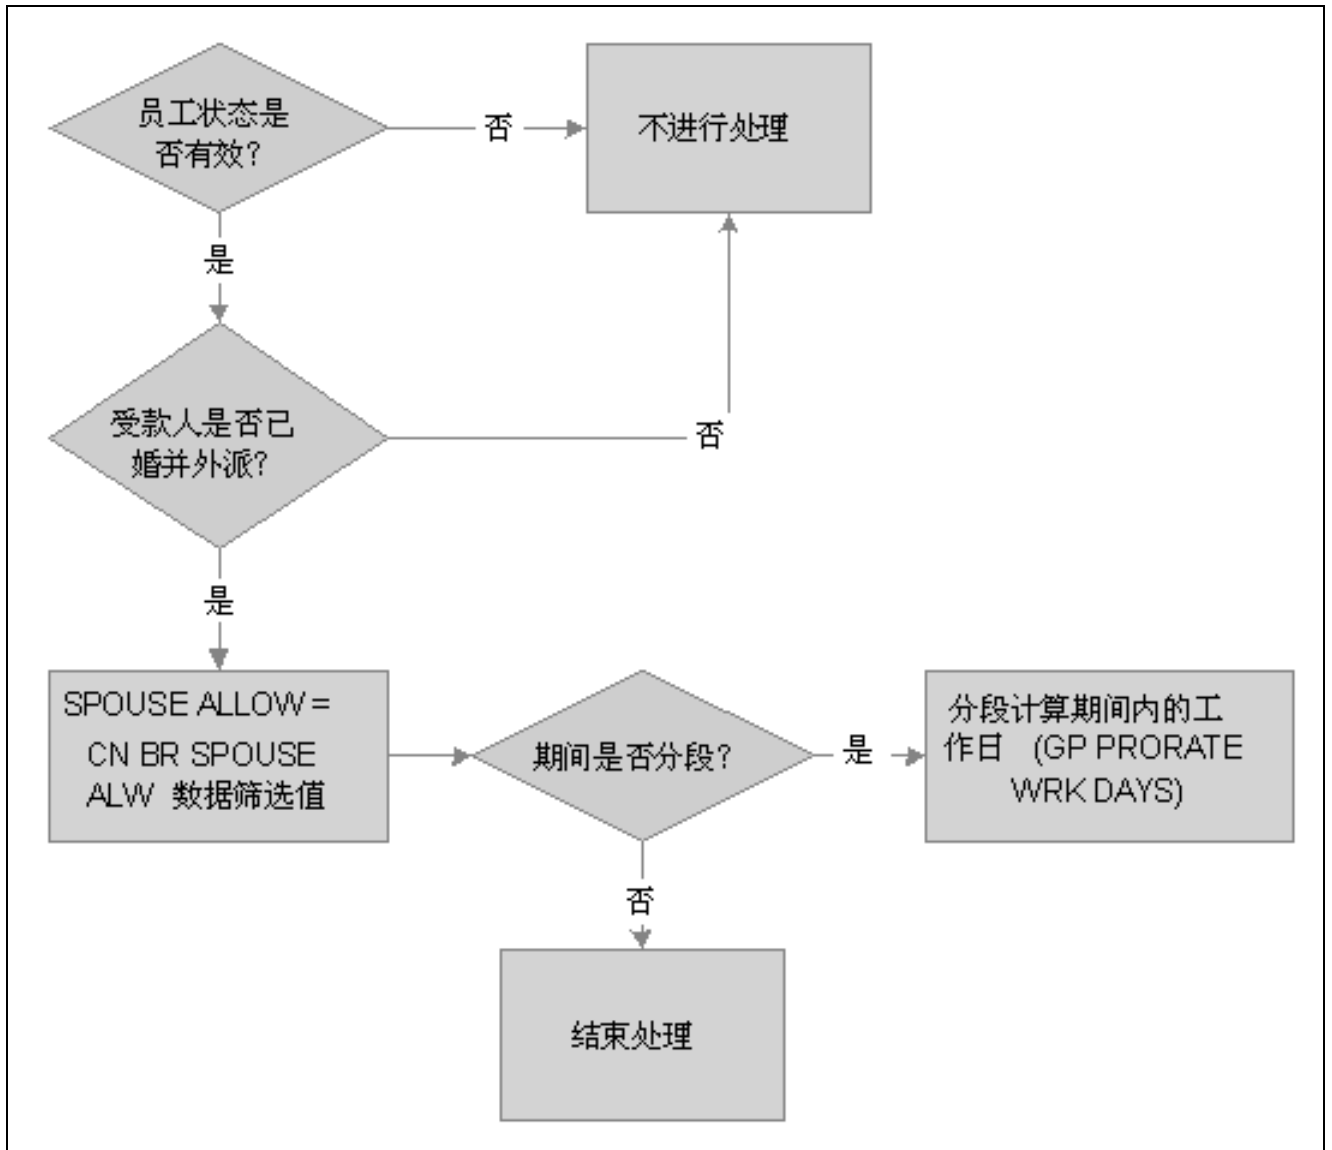 员工状态是
否有效?
否
不进行处理
是
受款人是否已
婚并外派?
否
是
SPOUSE ALLOW =
CN BR SPOUSE
ALW 数据筛选值
期间是否分段?
是
分段计算期间内的工
作日 (GP PRORATE
WRK DAYS)
否
结束处理